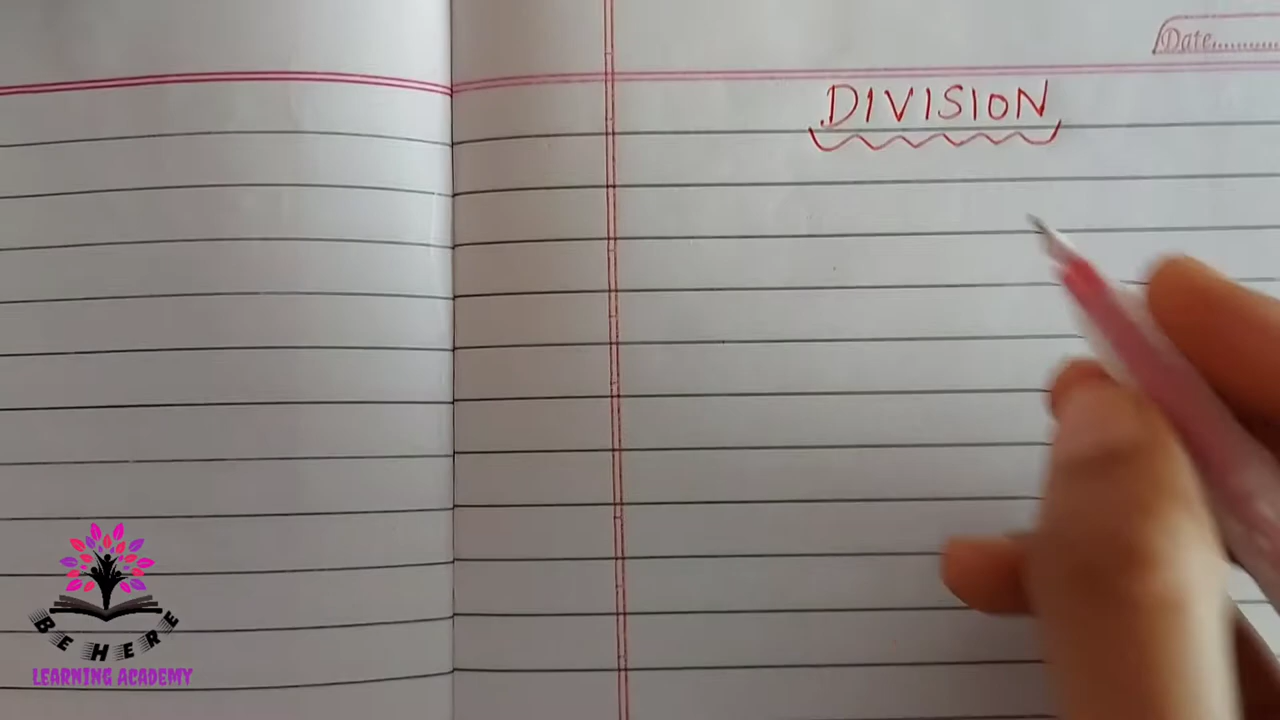 Date............
DIVISION
BE HERE
LEARNING ACADEMY